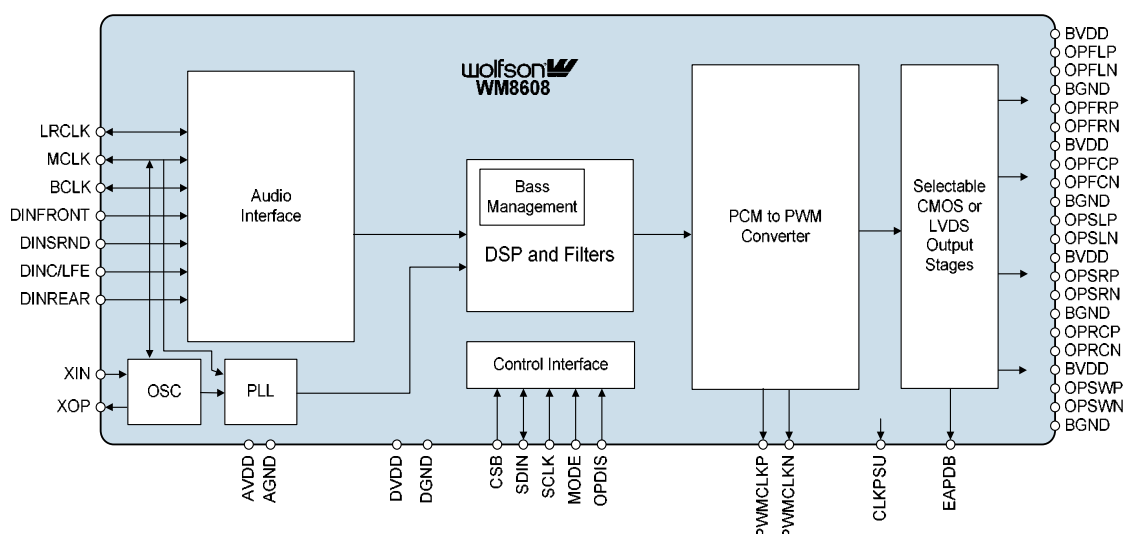 wolfson
WM8608
LRCLK
MCLK
BCLK
DINFRONT
DINSRND
DINC/LFE
DINREAR
XIN
XOP
Audio
Interface
OSC
PLL
Bass
Management
DSP and Filters
Control Interface
PCM to PWM
Converter
Selectable
CMOS or
LVDS
Output
Stages
BVDD
OPFLP
OPFLN
BGND
OPFRP
OPFRN
BVDD
OPFCP
OPFCN
BGND
OPSLP
OPSLN
BVDD
OPSRP
OPSRN
BGND
OPRCP
OPRCN
BVDD
OPSWP
OPSWN
BGND
AVDD
AGND
DVDD
DGND
CSB
SDIN
SCLK
MODE
OPDIS
PWMCLKP
PWMCLKN
CLKPSU
EAPDB